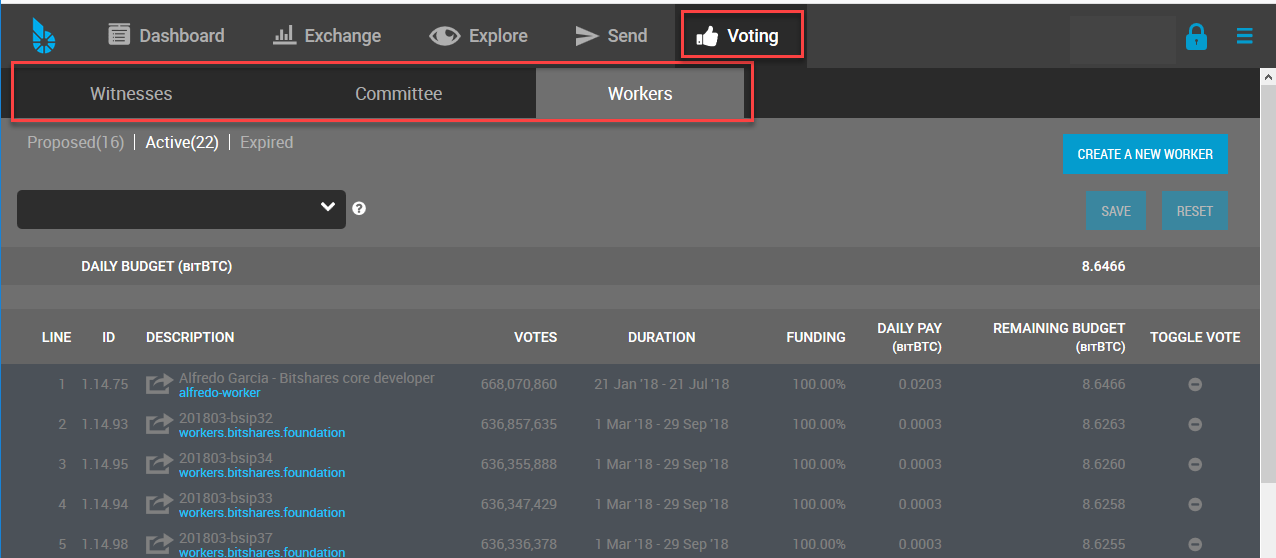 Dashboard Exchange Explore Send Voting
Witnesses Committee Workers
Proposed(16) Active(22) Expired
CREATE A NEW WORKER
?
SAVE RESET
DAILY BUDGET (BITBTC) 8.6466
LINE ID DESCRIPTION VOTES DURATION FUNDING DAILY PAY (BITBTC) REMAINING BUDGET (BITBTC) TOGGLE VOTE
1 1.14.75 Alfredo Garcia - Bitshares core developer 668,070,860 21 Jan '18 - 21 Jul '18 100.00% 0.0203 8.6466
alfredo-worker
2 1.14.93 201803-bsip32 636,857,635 1 Mar '18 - 29 Sep '18 100.00% 0.0003 8.6263
workers.bitshares.foundation
3 1.14.95 201803-bsip34 636,355,888 1 Mar '18 - 29 Sep '18 100.00% 0.0003 8.6260
workers.bitshares.foundation
4 1.14.94 201803-bsip33 636,347,429 1 Mar '18 - 29 Sep '18 100.00% 0.0003 8.6258
workers.bitshares.foundation
5 1.14.98 201803-bsip37 636,336,378 1 Mar '18 - 29 Sep '18 100.00% 0.0003 8.6255
workers.bitshares.foundation